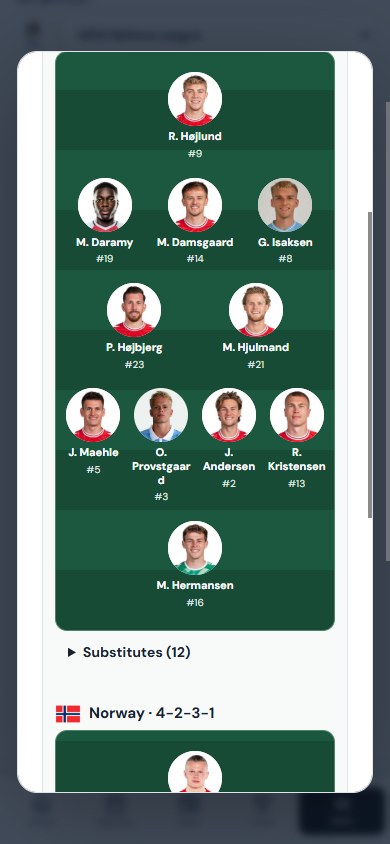 R. Højlund
#9
M. Daramy
#19
M. Damsgaard
#14
G. Isaksen
#8
P. Højbjerg
#23
M. Hjulmand
#21
J. Maehle
#5
O.
Provstgaar
d
#3
J.
Andersen
#2
R.
Kristensen
#13
M. Hermansen
#16
Substitutes (12)
Norway · 4-2-3-1